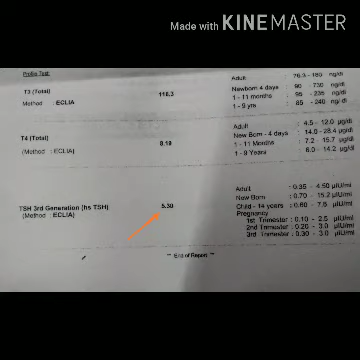 Made with KINEMASTER
Profile Test:
T3 (Total) 118.3 Adult : 76.3 - 180 ng/dl
Newborn 4 days : 90 - 730 ng/dl
Method : ECLIA 1 - 11 months : 95 - 235 ng/dl
1 - 9 yrs : 85 - 240 ng/dl
T4 (Total) 8.19 Adult : 4.5 - 12.0 µg/dl
New Born - 4 days : 14.0 - 28.4 µg/dl
(Method : ECLIA) 1 - 11 Months : 7.2 - 15.7 µg/dl
1 - 9 Years : 6.0 - 14.2 µg/dl
TSH 3rd Generation (hs TSH) 5.30 Adult : 0.35 - 4.50 µIU/ml
(Method : ECLIA) New Born : 0.70 - 15.2 µIU/ml
Child - 14 years : 0.60 - 7.5 µIU/ml
Pregnancy
1st Trimester : 0.10 - 2.5 µIU/ml
2nd Trimester : 0.20 - 3.0 µIU/ml
3rd Trimester : 0.30 - 3.0 µIU/ml
** End of Report **